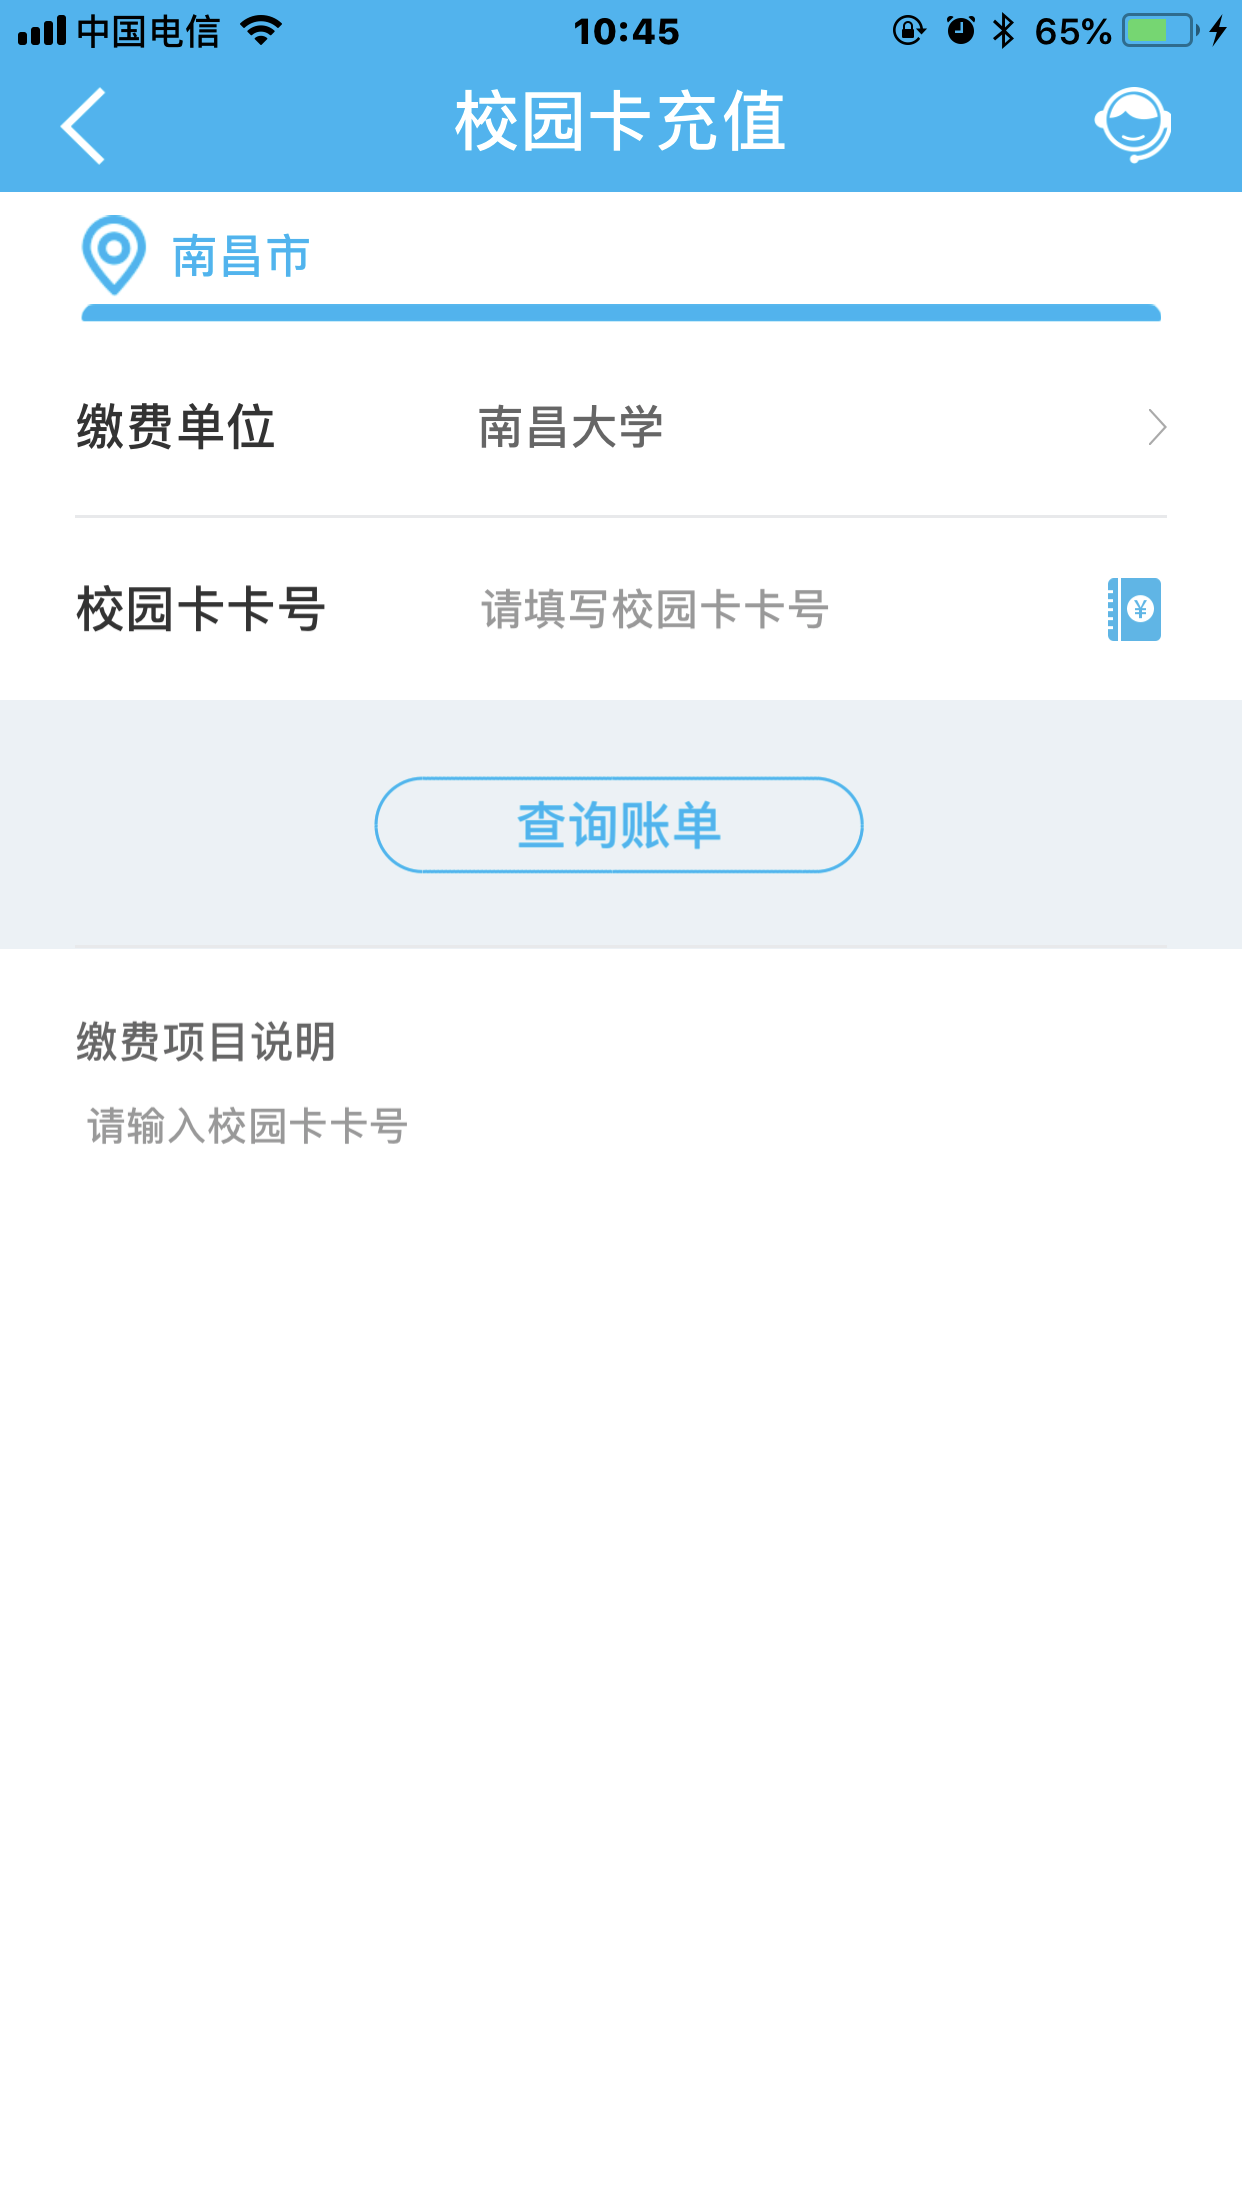 中国电信 10:45 65%
校园卡充值
南昌市
缴费单位 南昌大学
校园卡卡号 请填写校园卡卡号 ¥
查询账单
缴费项目说明
请输入校园卡卡号